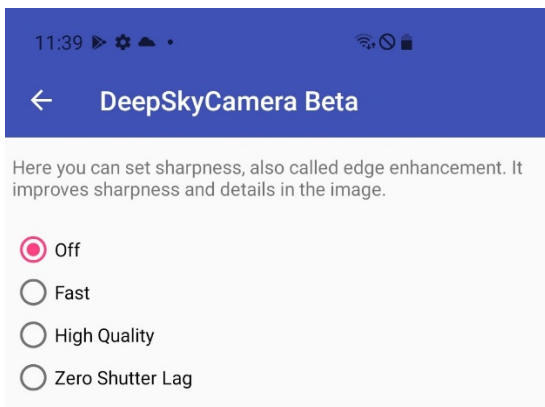 11:39
DeepSkyCamera Beta
Here you can set sharpness, also called edge enhancement. It
improves sharpness and details in the image.
Off
Fast
High Quality
Zero Shutter Lag